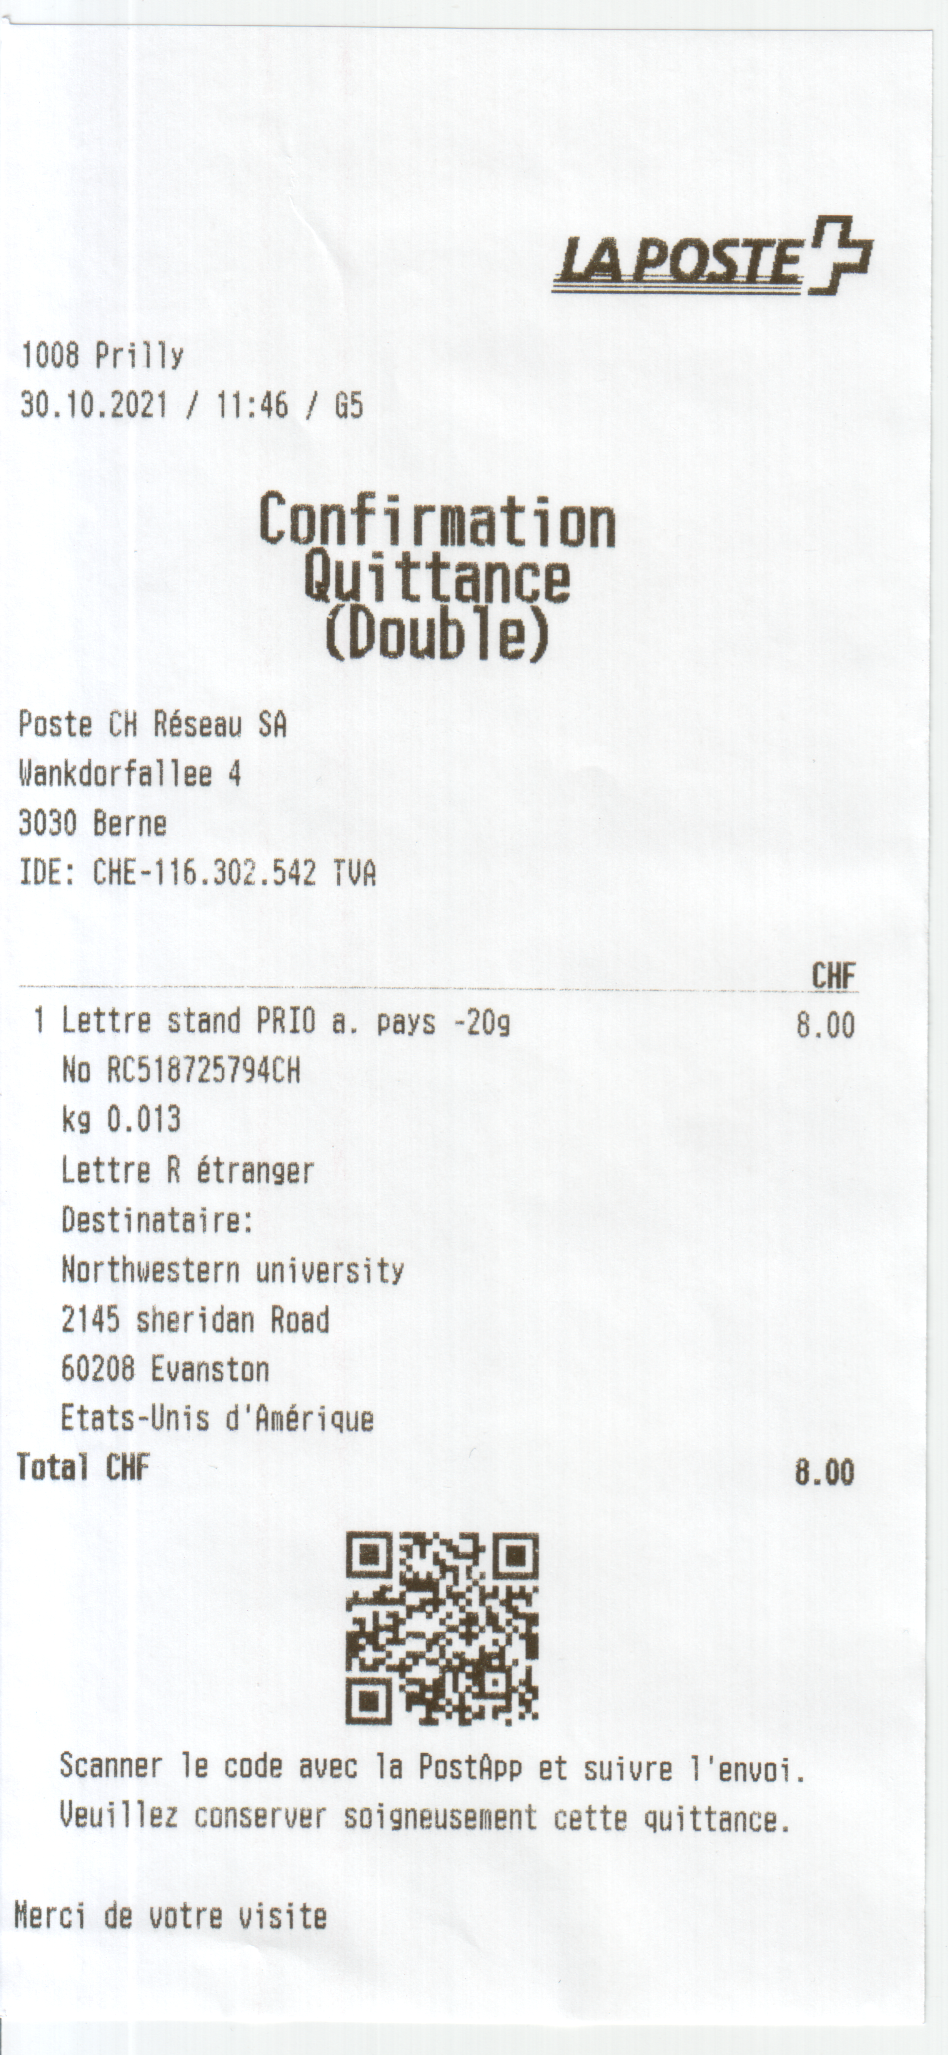 LA POSTE
1008 Prilly
30.10.2021 / 11:46 / G5
Confirmation
Quittance
(Double)
Poste CH Réseau SA
Wankdorfallee 4
3030 Berne
IDE: CHE-116.302.542 TVA
CHF
1 Lettre stand PRIO a. pays -20g 8.00
No RC518725794CH
kg 0.013
Lettre R étranger
Destinataire:
Northwestern university
2145 sheridan Road
60208 Evanston
Etats-Unis d'Amérique
Total CHF 8.00
Scanner le code avec la PostApp et suivre l'envoi.
Veuillez conserver soigneusement cette quittance.
Merci de votre visite